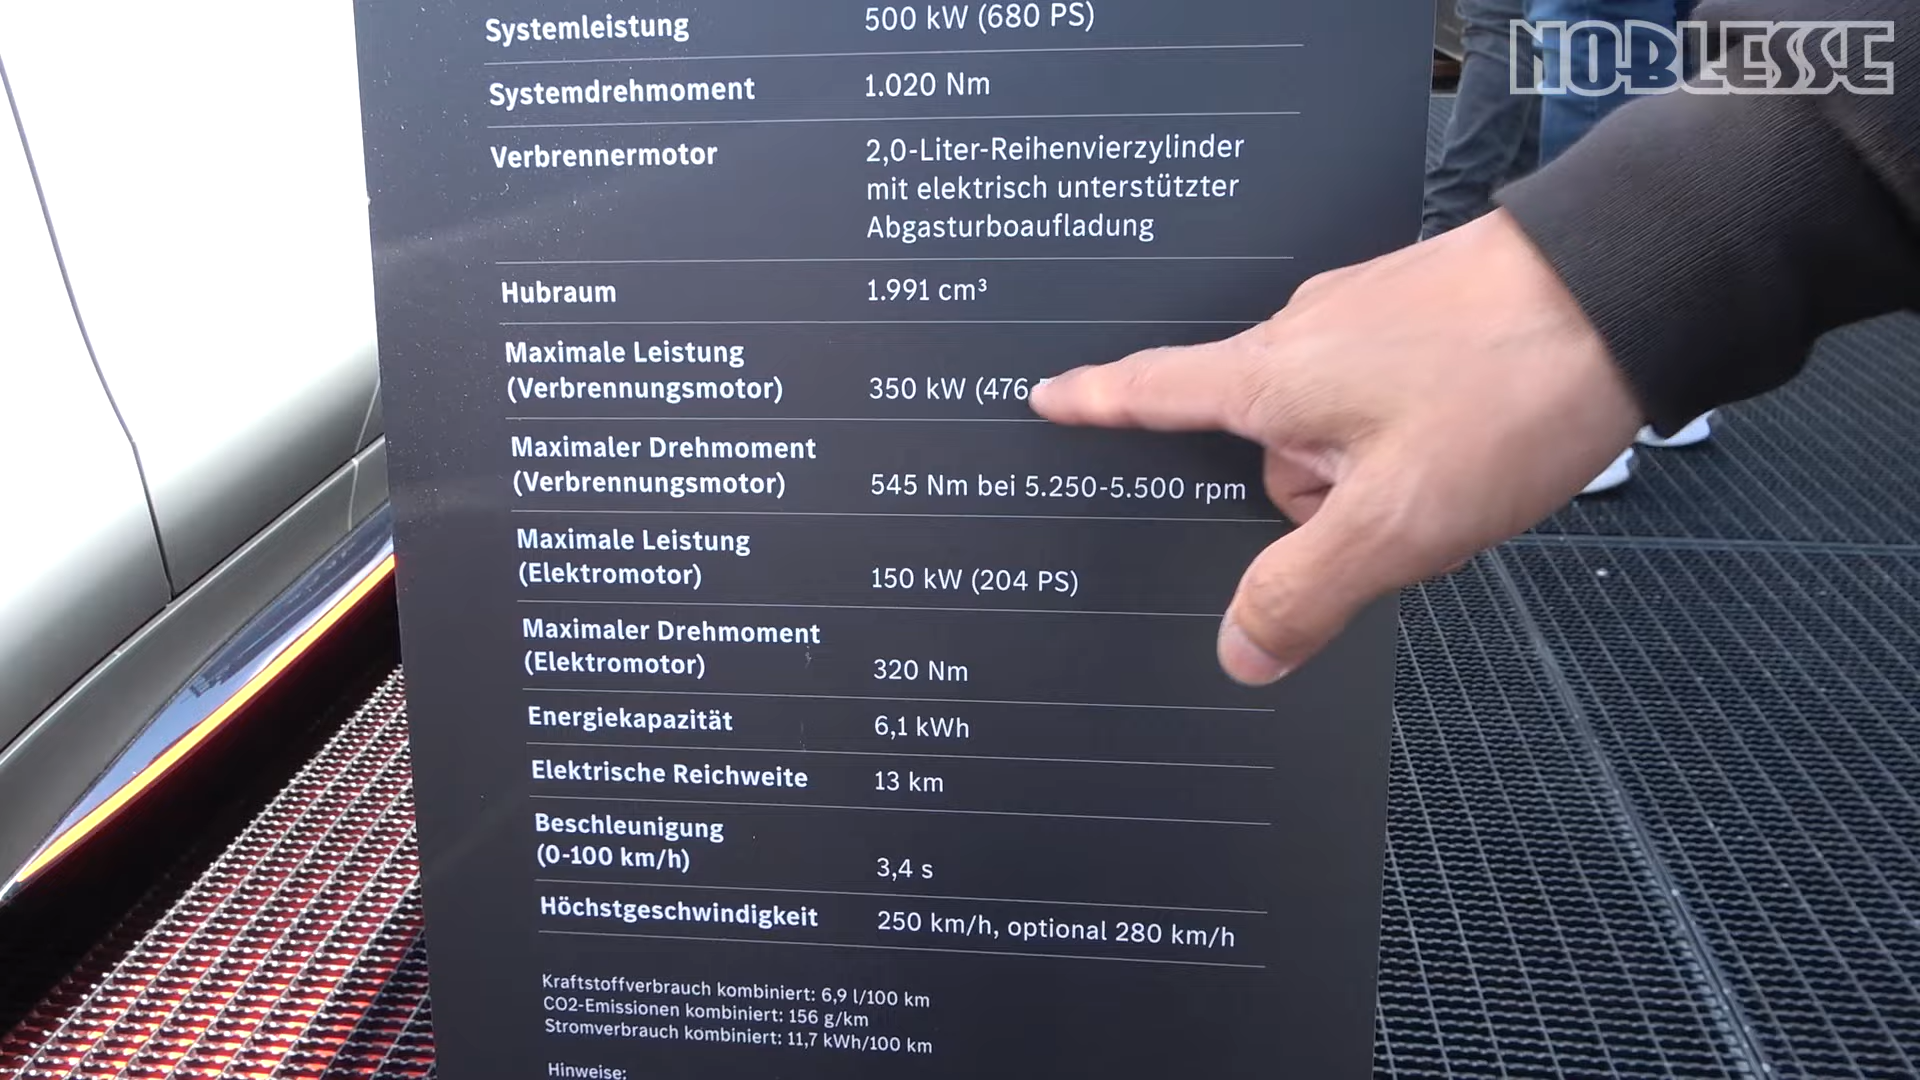 NOBLESSE
Systemleistung 500 kW (680 PS)
Systemdrehmoment 1.020 Nm
Verbrennermotor 2,0-Liter-Reihenvierzylinder
mit elektrisch unterstützter
Abgasturboaufladung
Hubraum 1.991 cm³
Maximale Leistung
(Verbrennungsmotor) 350 kW (476
Maximaler Drehmoment
(Verbrennungsmotor) 545 Nm bei 5.250-5.500 rpm
Maximale Leistung
(Elektromotor) 150 kW (204 PS)
Maximaler Drehmoment
(Elektromotor) 320 Nm
Energiekapazität 6,1 kWh
Elektrische Reichweite 13 km
Beschleunigung
(0-100 km/h) 3,4 s
Höchstgeschwindigkeit 250 km/h, optional 280 km/h
Kraftstoffverbrauch kombiniert: 6,9 l/100 km
CO2-Emissionen kombiniert: 156 g/km
Stromverbrauch kombiniert: 11,7 kWh/100 km
Hinweise: